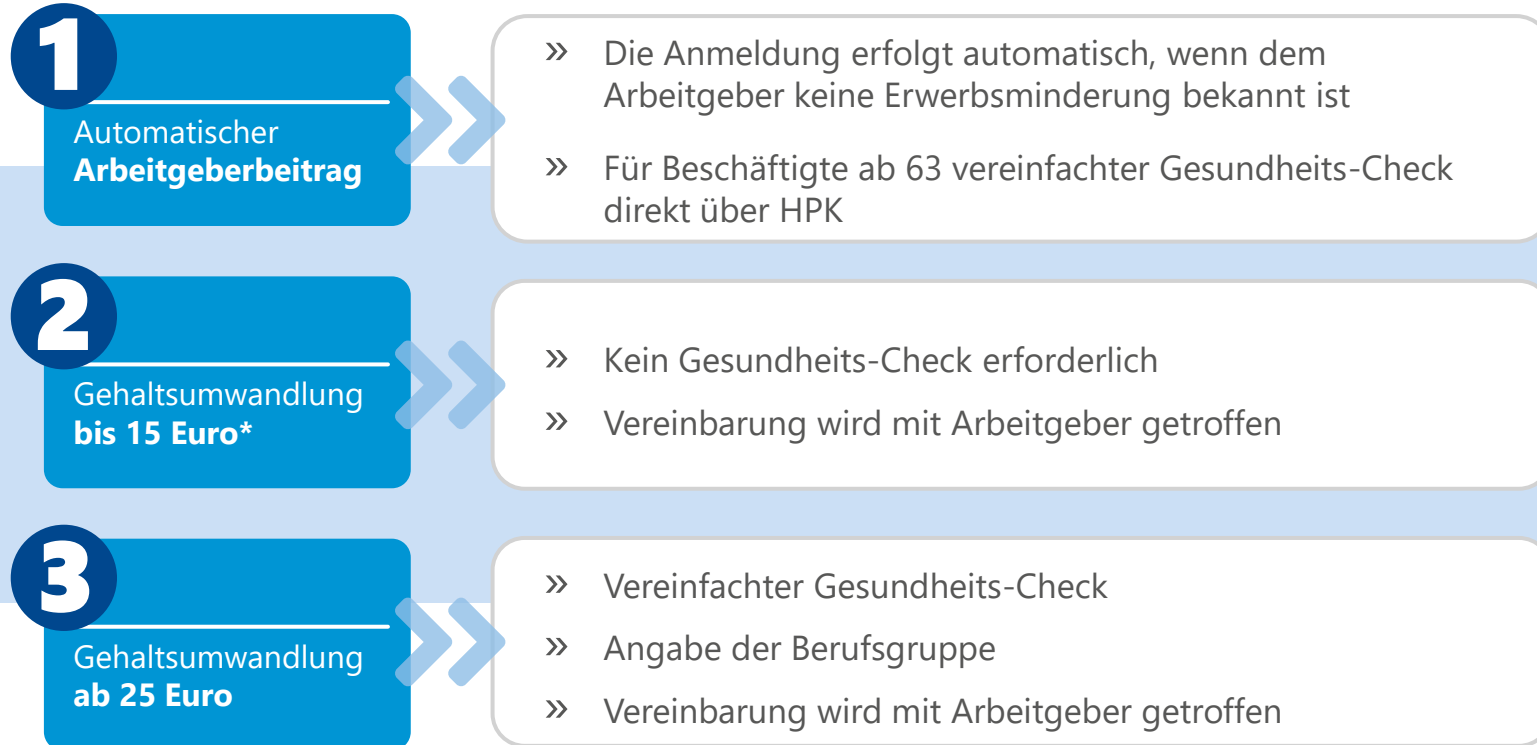 1
Automatischer
Arbeitgeberbeitrag
» Die Anmeldung erfolgt automatisch, wenn dem
Arbeitgeber keine Erwerbsminderung bekannt ist
» Für Beschäftigte ab 63 vereinfachter Gesundheits-Check
direkt über HPK
2
Gehaltsumwandlung
bis 15 Euro*
» Kein Gesundheits-Check erforderlich
» Vereinbarung wird mit Arbeitgeber getroffen
3
Gehaltsumwandlung
ab 25 Euro
» Vereinfachter Gesundheits-Check
» Angabe der Berufsgruppe
» Vereinbarung wird mit Arbeitgeber getroffen